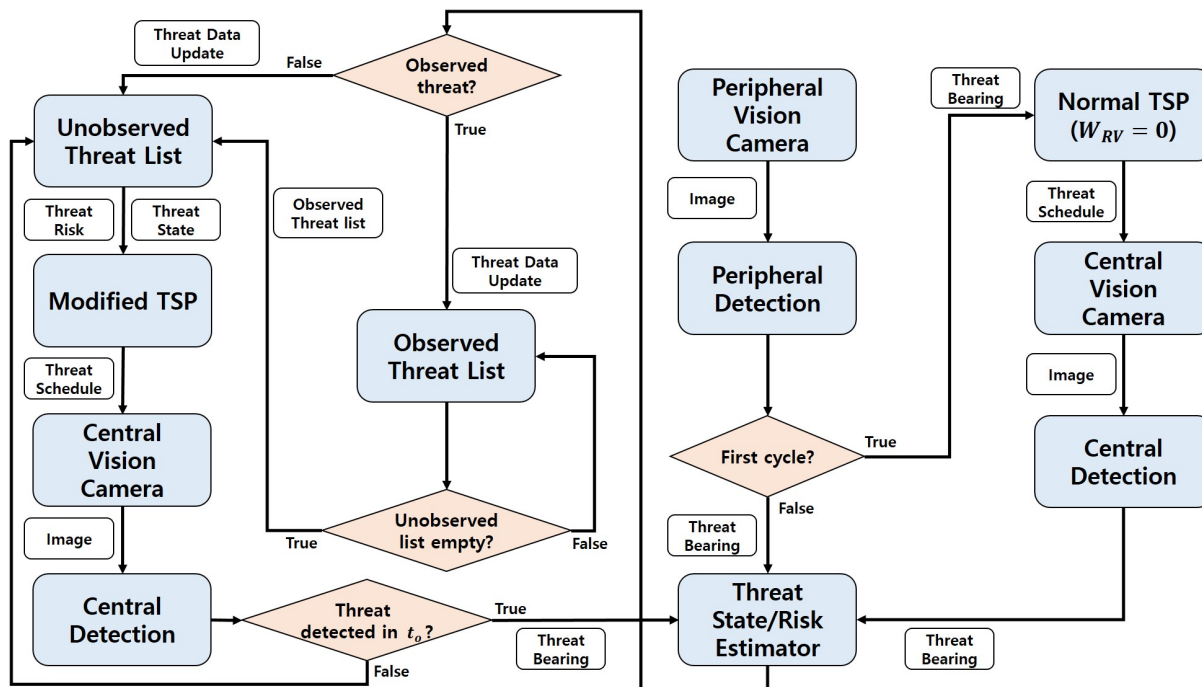 Threat Data
Update
False
Observed
threat?
True
Unobserved
Threat List
Threat
Risk
Threat
State
Observed
Threat list
Modified TSP
Threat Data
Update
Observed
Threat List
Threat
Schedule
Central
Vision
Camera
Unobserved
list empty?
True
False
Image
Central
Detection
Threat
detected in tₒ?
True
False
Threat
Bearing
Peripheral
Vision
Camera
Image
Peripheral
Detection
First cycle?
True
False
Threat
Bearing
Threat
State/Risk
Estimator
Threat
Bearing
Normal TSP
(W_RV = 0)
Threat
Schedule
Central
Vision
Camera
Image
Central
Detection
Threat
Bearing